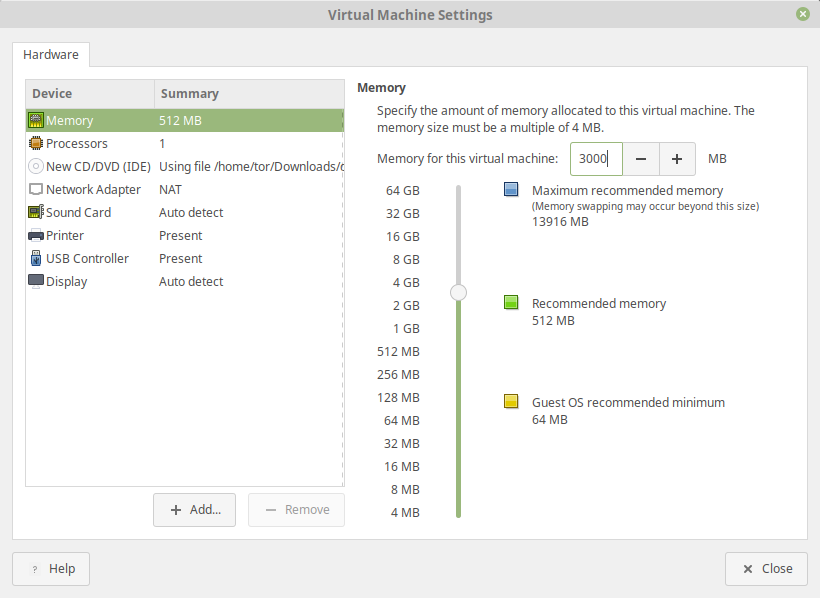 Virtual Machine Settings
Hardware
Device Summary
Memory 512 MB
Processors 1
New CD/DVD (IDE) Using file /home/tor/Downloads/
Network Adapter NAT
Sound Card Auto detect
Printer Present
USB Controller Present
Display Auto detect
Add...
Remove
Memory
Specify the amount of memory allocated to this virtual machine. The
memory size must be a multiple of 4 MB.
Memory for this virtual machine: 3000 − + MB
64 GB
32 GB
16 GB
8 GB
4 GB
2 GB
1 GB
512 MB
256 MB
128 MB
64 MB
32 MB
16 MB
8 MB
4 MB
Maximum recommended memory
(Memory swapping may occur beyond this size)
13916 MB
Recommended memory
512 MB
Guest OS recommended minimum
64 MB
? Help
Close